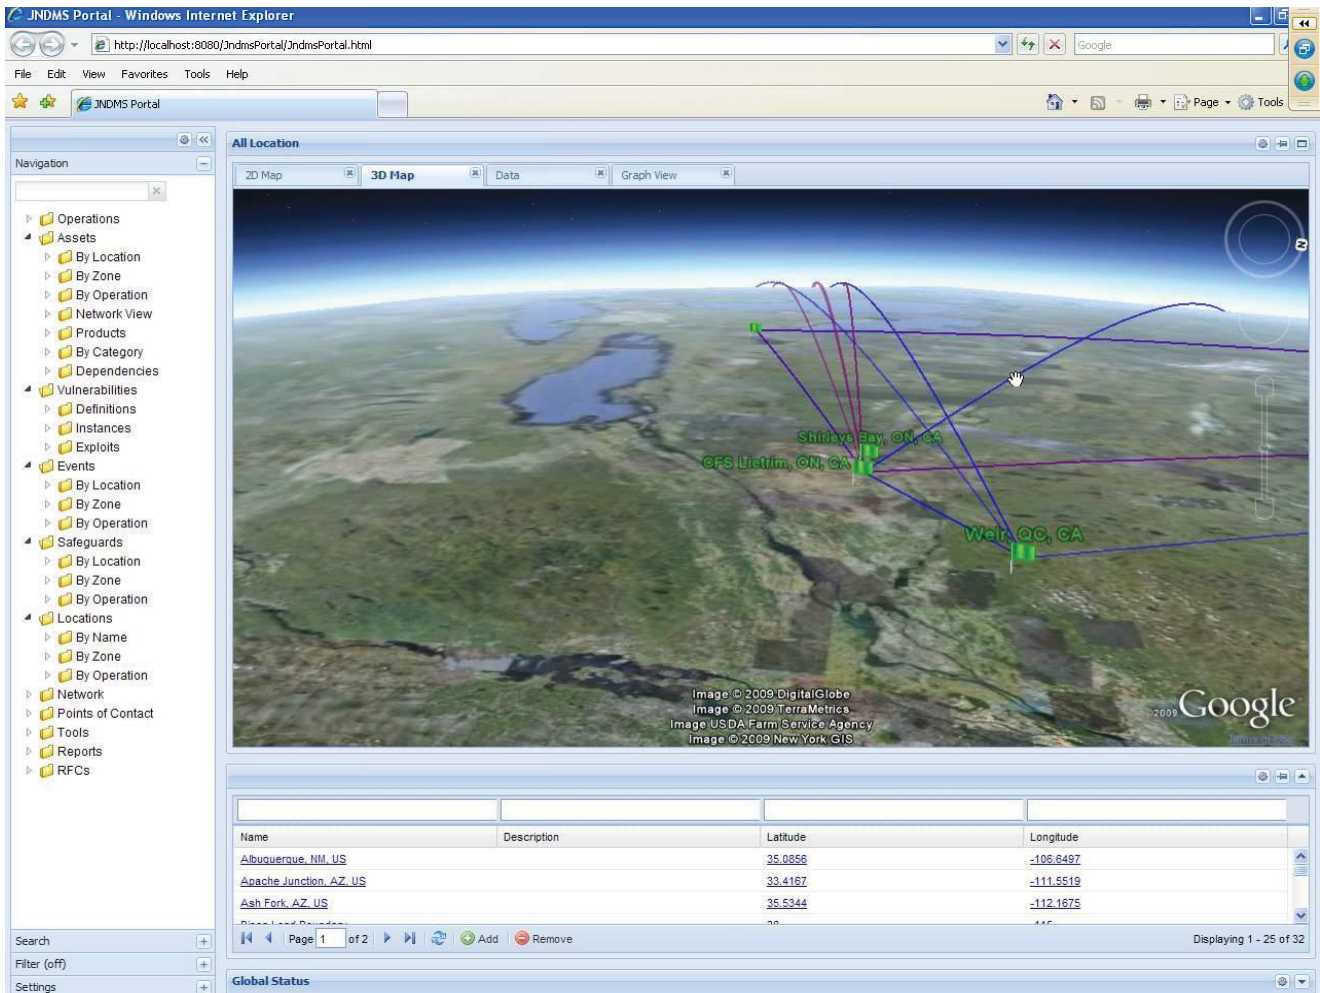 JNDMS Portal - Windows Internet Explorer
http://localhost:8080/JndmsPortal/JndmsPortal.html
Google
File Edit View Favorites Tools Help
JNDMS Portal
Page Tools
Navigation
Operations
Assets
By Location
By Zone
By Operation
Network View
Products
By Category
Dependencies
Vulnerabilities
Definitions
Instances
Exploits
Events
By Location
By Zone
By Operation
Safeguards
By Location
By Zone
By Operation
Locations
By Name
By Zone
By Operation
Network
Points of Contact
Tools
Reports
RFCs
Search
Filter (off)
Settings
All Location
2D Map 3D Map Data Graph View
N
Shirleys Bay, ON, CA
CFS Lietrim, ON, CA
Weir, QC, CA
Image © 2009 DigitalGlobe
Image © 2009 TerraMetrics
Image USDA Farm Service Agency
Image © 2009 New York GIS
2009 Google
Terms of Use
Name Description Latitude Longitude
Albuquerque, NM, US 35.0856 -106.6497
Apache Junction, AZ, US 33.4167 -111.5519
Ash Fork, AZ, US 35.5344 -112.1675
Page 1 of 2 Add Remove Displaying 1 - 25 of 32
Global Status